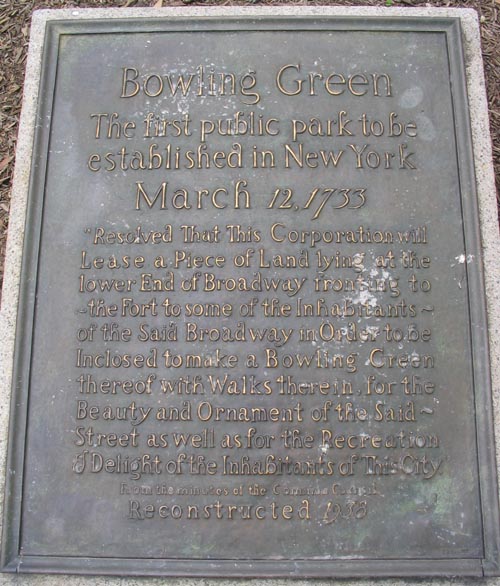 Bowling Green
The first public park to be
established in New York
March 12, 1733
"Resolved That This Corporation will
Lease a Piece of Land lying at the
lower End of Broadway fronting to
-the Fort to some of the Inhabitants~
of the Said Broadway in Order to be
Inclosed to make a Bowling Green
thereof with Walks therein, for the
Beauty and Ornament of the Said~
Street as well as for the Recreation
& Delight of the Inhabitants of This City
From the minutes of the Common Council
Reconstructed 1938